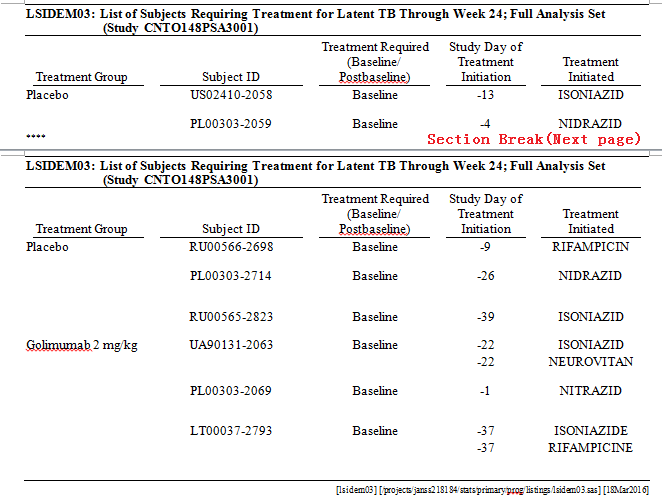 LSIDEM03: List of Subjects Requiring Treatment for Latent TB Through Week 24; Full Analysis Set
(Study CNTO148PSA3001)
Treatment Required Study Day of
(Baseline/ Treatment Treatment
Treatment Group Subject ID Postbaseline) Initiation Initiated
Placebo US02410-2058 Baseline -13 ISONIAZID
PL00303-2059 Baseline -4 NIDRAZID
****
Section Break(Next page)
LSIDEM03: List of Subjects Requiring Treatment for Latent TB Through Week 24; Full Analysis Set
(Study CNTO148PSA3001)
Treatment Required Study Day of
(Baseline/ Treatment Treatment
Treatment Group Subject ID Postbaseline) Initiation Initiated
Placebo RU00566-2698 Baseline -9 RIFAMPICIN
PL00303-2714 Baseline -26 NIDRAZID
RU00565-2823 Baseline -39 ISONIAZID
Golimumab 2 mg/kg UA90131-2063 Baseline -22 ISONIAZID
-22 NEUROVITAN
PL00303-2069 Baseline -1 NITRAZID
LT00037-2793 Baseline -37 ISONIAZIDE
-37 RIFAMPICINE
[lsidem03] [/projects/janss218184/stats/primary/prog/listings/lsidem03.sas] [18Mar2016]